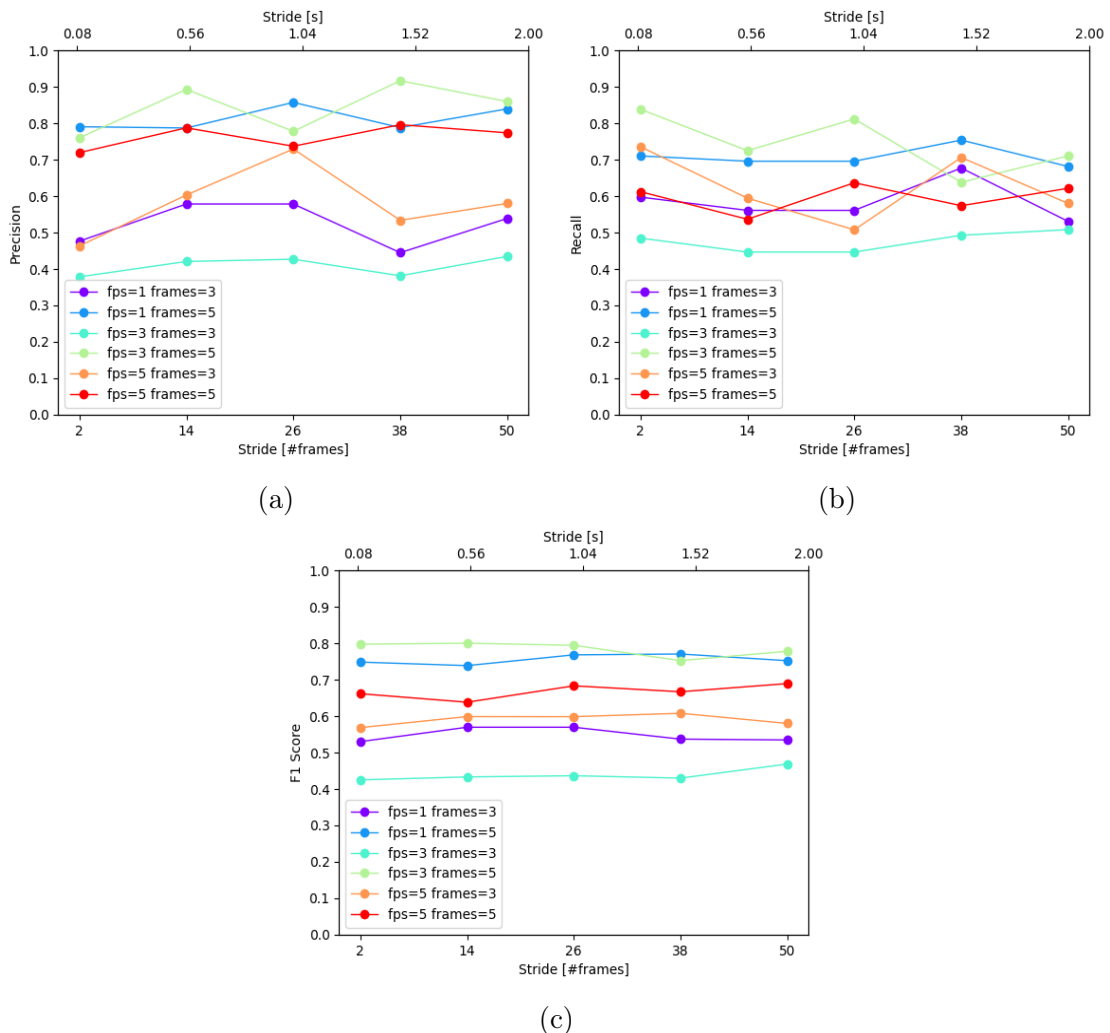 Stride [s]
0.08 0.56 1.04 1.52 2.00
1.0
0.9
0.8
0.7
0.6
0.5
0.4
0.3
0.2
0.1
0.0
Precision
fps=1 frames=3
fps=1 frames=5
fps=3 frames=3
fps=3 frames=5
fps=5 frames=3
fps=5 frames=5
2 14 26 38 50
Stride [#frames]
(a)
Stride [s]
0.08 0.56 1.04 1.52 2.00
1.0
0.9
0.8
0.7
0.6
0.5
0.4
0.3
0.2
0.1
0.0
Recall
fps=1 frames=3
fps=1 frames=5
fps=3 frames=3
fps=3 frames=5
fps=5 frames=3
fps=5 frames=5
2 14 26 38 50
Stride [#frames]
(b)
Stride [s]
0.08 0.56 1.04 1.52 2.00
1.0
0.9
0.8
0.7
0.6
0.5
0.4
0.3
0.2
0.1
0.0
F1 Score
fps=1 frames=3
fps=1 frames=5
fps=3 frames=3
fps=3 frames=5
fps=5 frames=3
fps=5 frames=5
2 14 26 38 50
Stride [#frames]
(c)